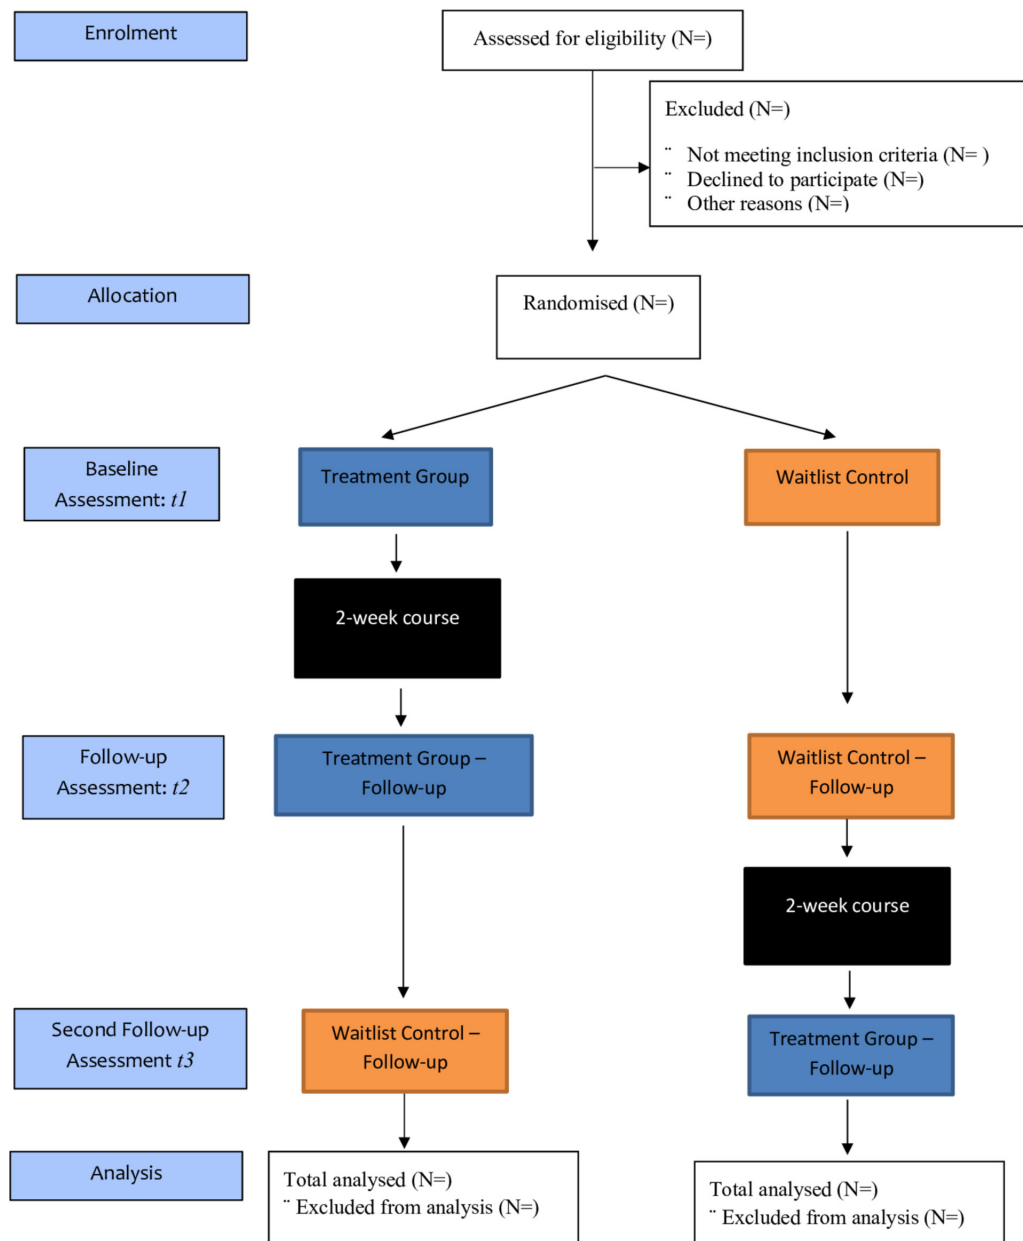 Enrolment
Assessed for eligibility (N=)
Excluded (N=)
¨ Not meeting inclusion criteria (N= )
¨ Declined to participate (N=)
¨ Other reasons (N=)
Allocation
Randomised (N=)
Baseline
Assessment: t1
Treatment Group
Waitlist Control
2-week course
Follow-up
Assessment: t2
Treatment Group –
Follow-up
Waitlist Control –
Follow-up
2-week course
Second Follow-up
Assessment t3
Waitlist Control –
Follow-up
Treatment Group –
Follow-up
Analysis
Total analysed (N=)
¨ Excluded from analysis (N=)
Total analysed (N=)
¨ Excluded from analysis (N=)